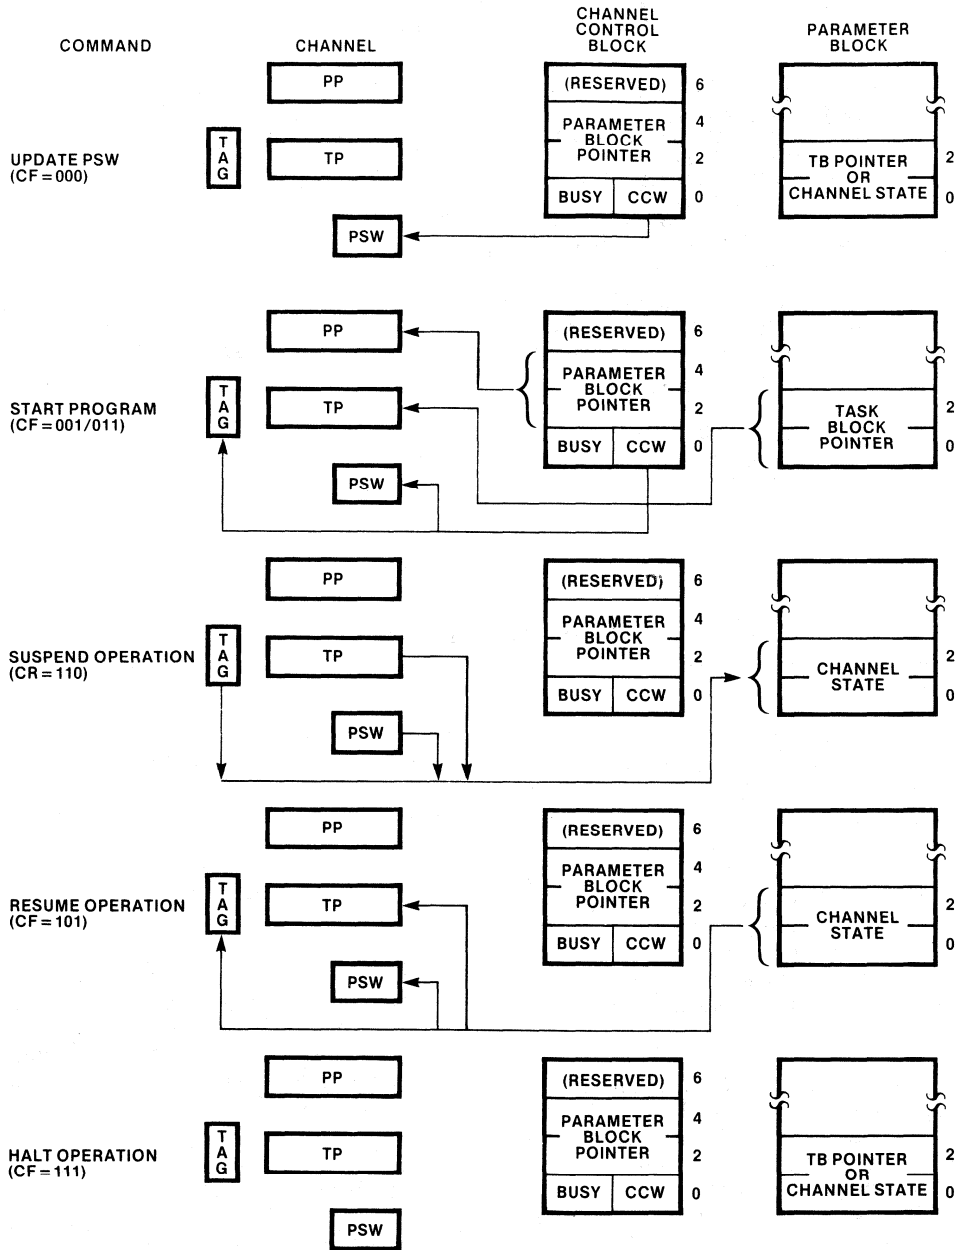 COMMAND
CHANNEL
CHANNEL
CONTROL
BLOCK
PARAMETER
BLOCK
UPDATE PSW
(CF=000)
TAG
PP
TP
PSW
(RESERVED) 6
PARAMETER 4
BLOCK
POINTER 2
BUSY CCW 0
TB POINTER 2
OR
CHANNEL STATE 0
START PROGRAM
(CF=001/011)
TAG
PP
TP
PSW
(RESERVED) 6
PARAMETER 4
BLOCK
POINTER 2
BUSY CCW 0
TASK 2
BLOCK
POINTER 0
SUSPEND OPERATION
(CR=110)
TAG
PP
TP
PSW
(RESERVED) 6
PARAMETER 4
BLOCK
POINTER 2
BUSY CCW 0
CHANNEL 2
STATE 0
RESUME OPERATION
(CF=101)
TAG
PP
TP
PSW
(RESERVED) 6
PARAMETER 4
BLOCK
POINTER 2
BUSY CCW 0
CHANNEL 2
STATE 0
HALT OPERATION
(CF=111)
TAG
PP
TP
PSW
(RESERVED) 6
PARAMETER 4
BLOCK
POINTER 2
BUSY CCW 0
TB POINTER 2
OR
CHANNEL STATE 0